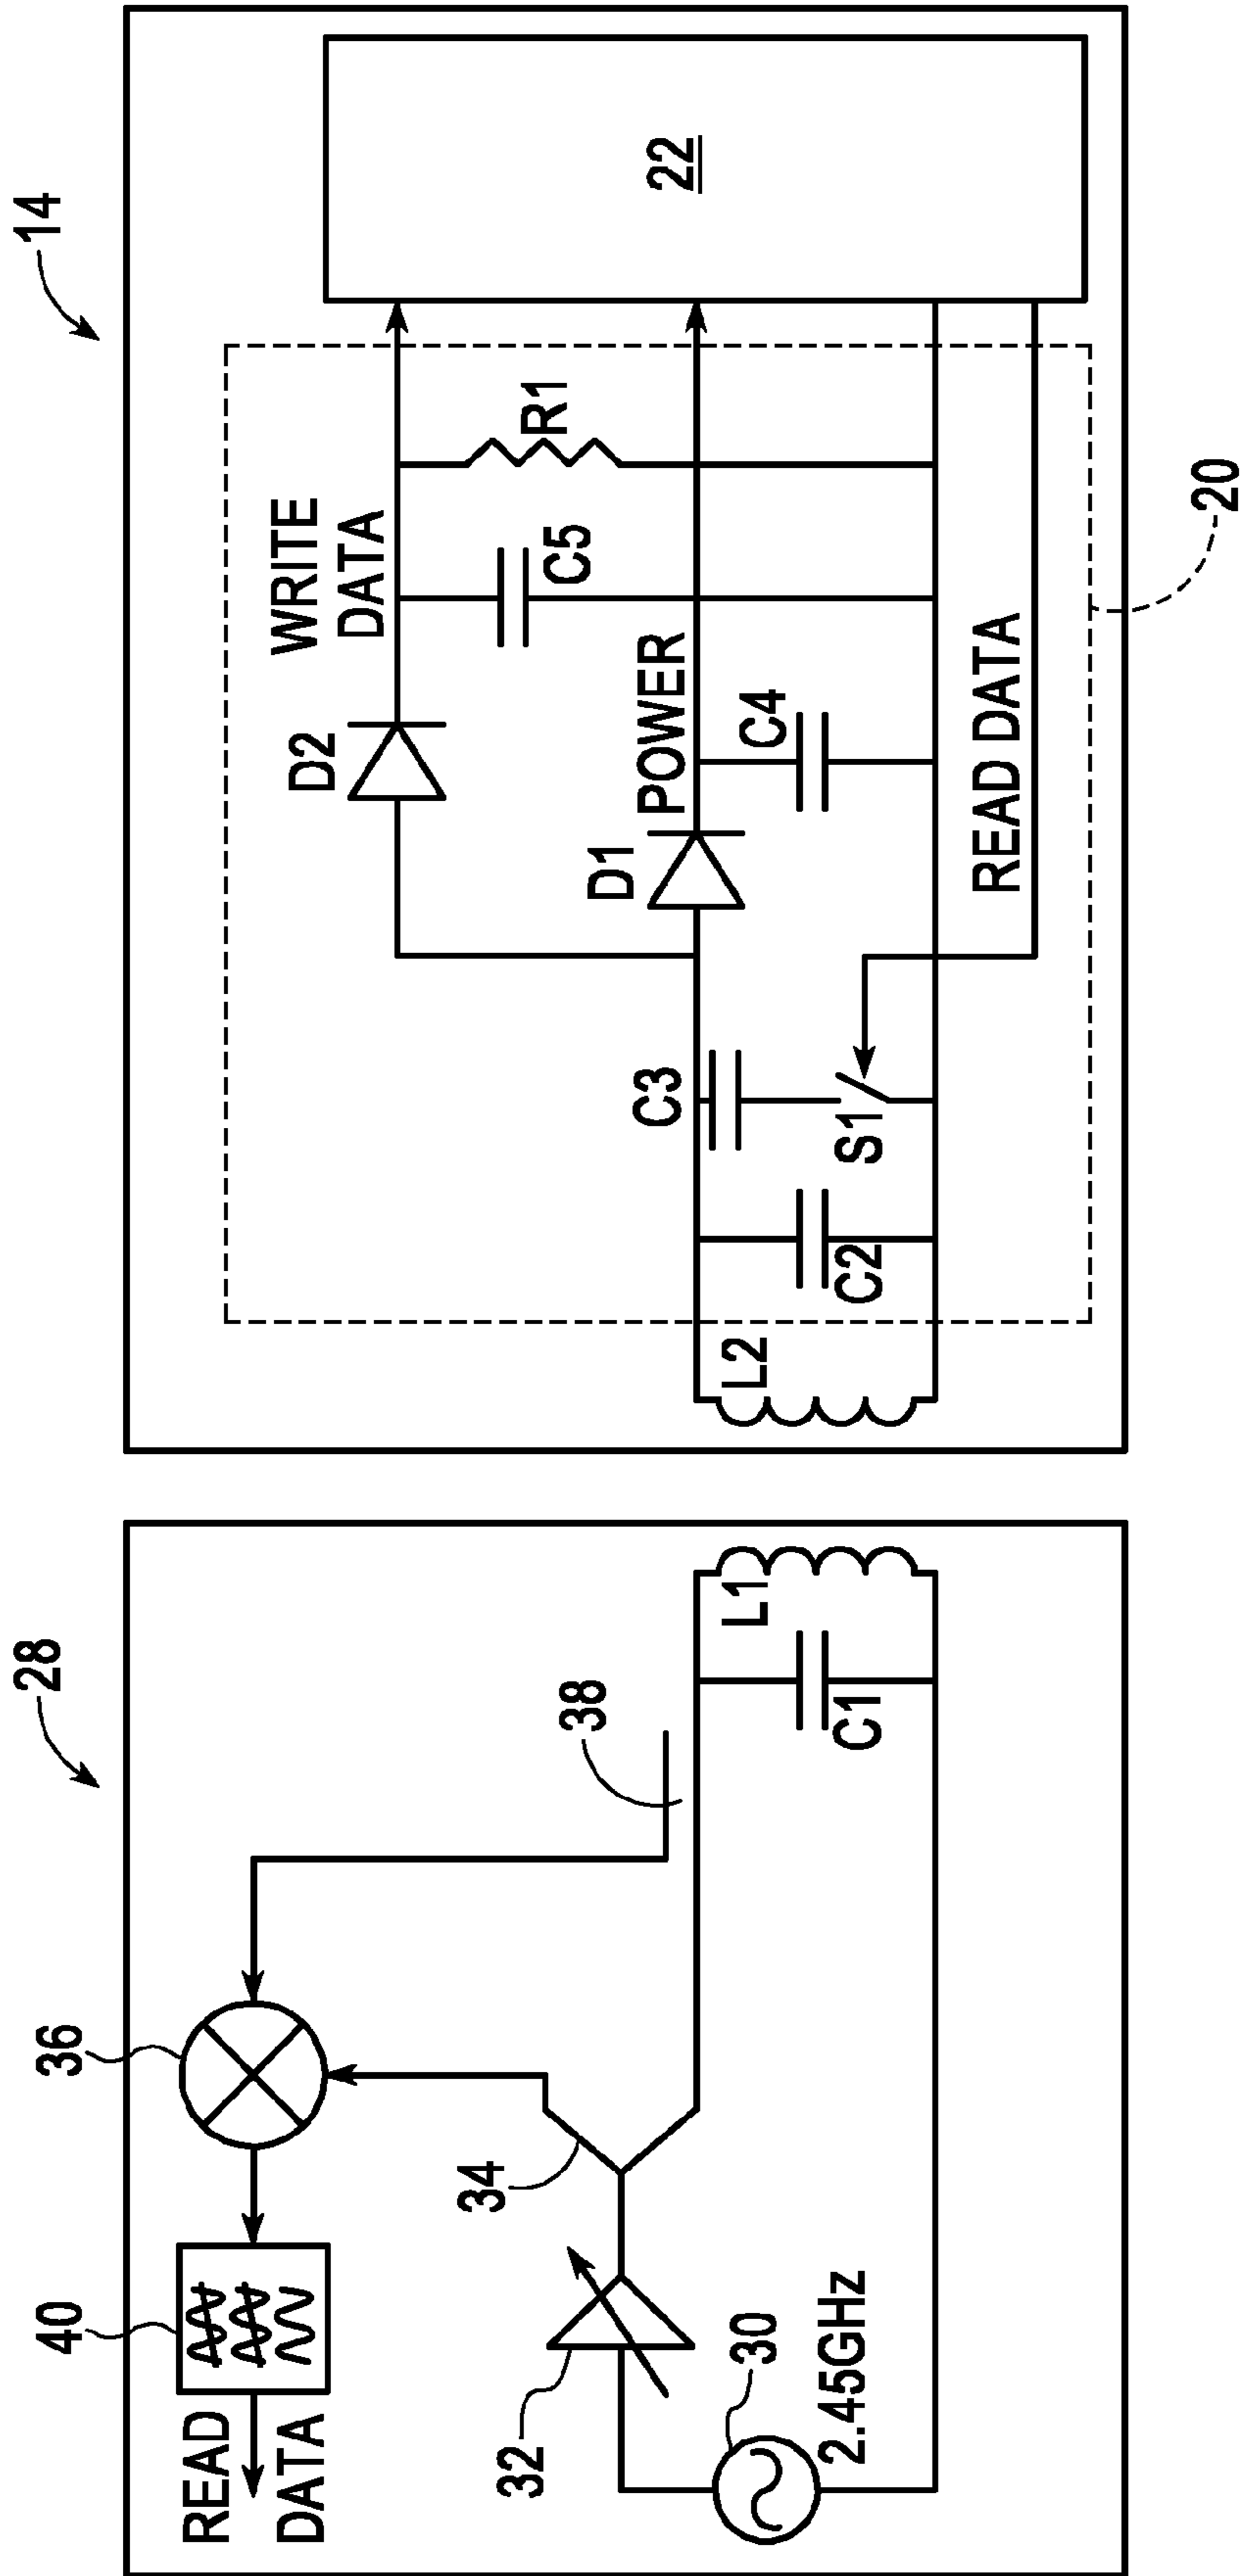 28
14
40
36
READ
DATA
34
38
32
30
2.45GHz
L1
C1
WRITE
DATA
D2
22
C5
R1
POWER
D1
C3
C4
L2
C2
S1
READ DATA
20